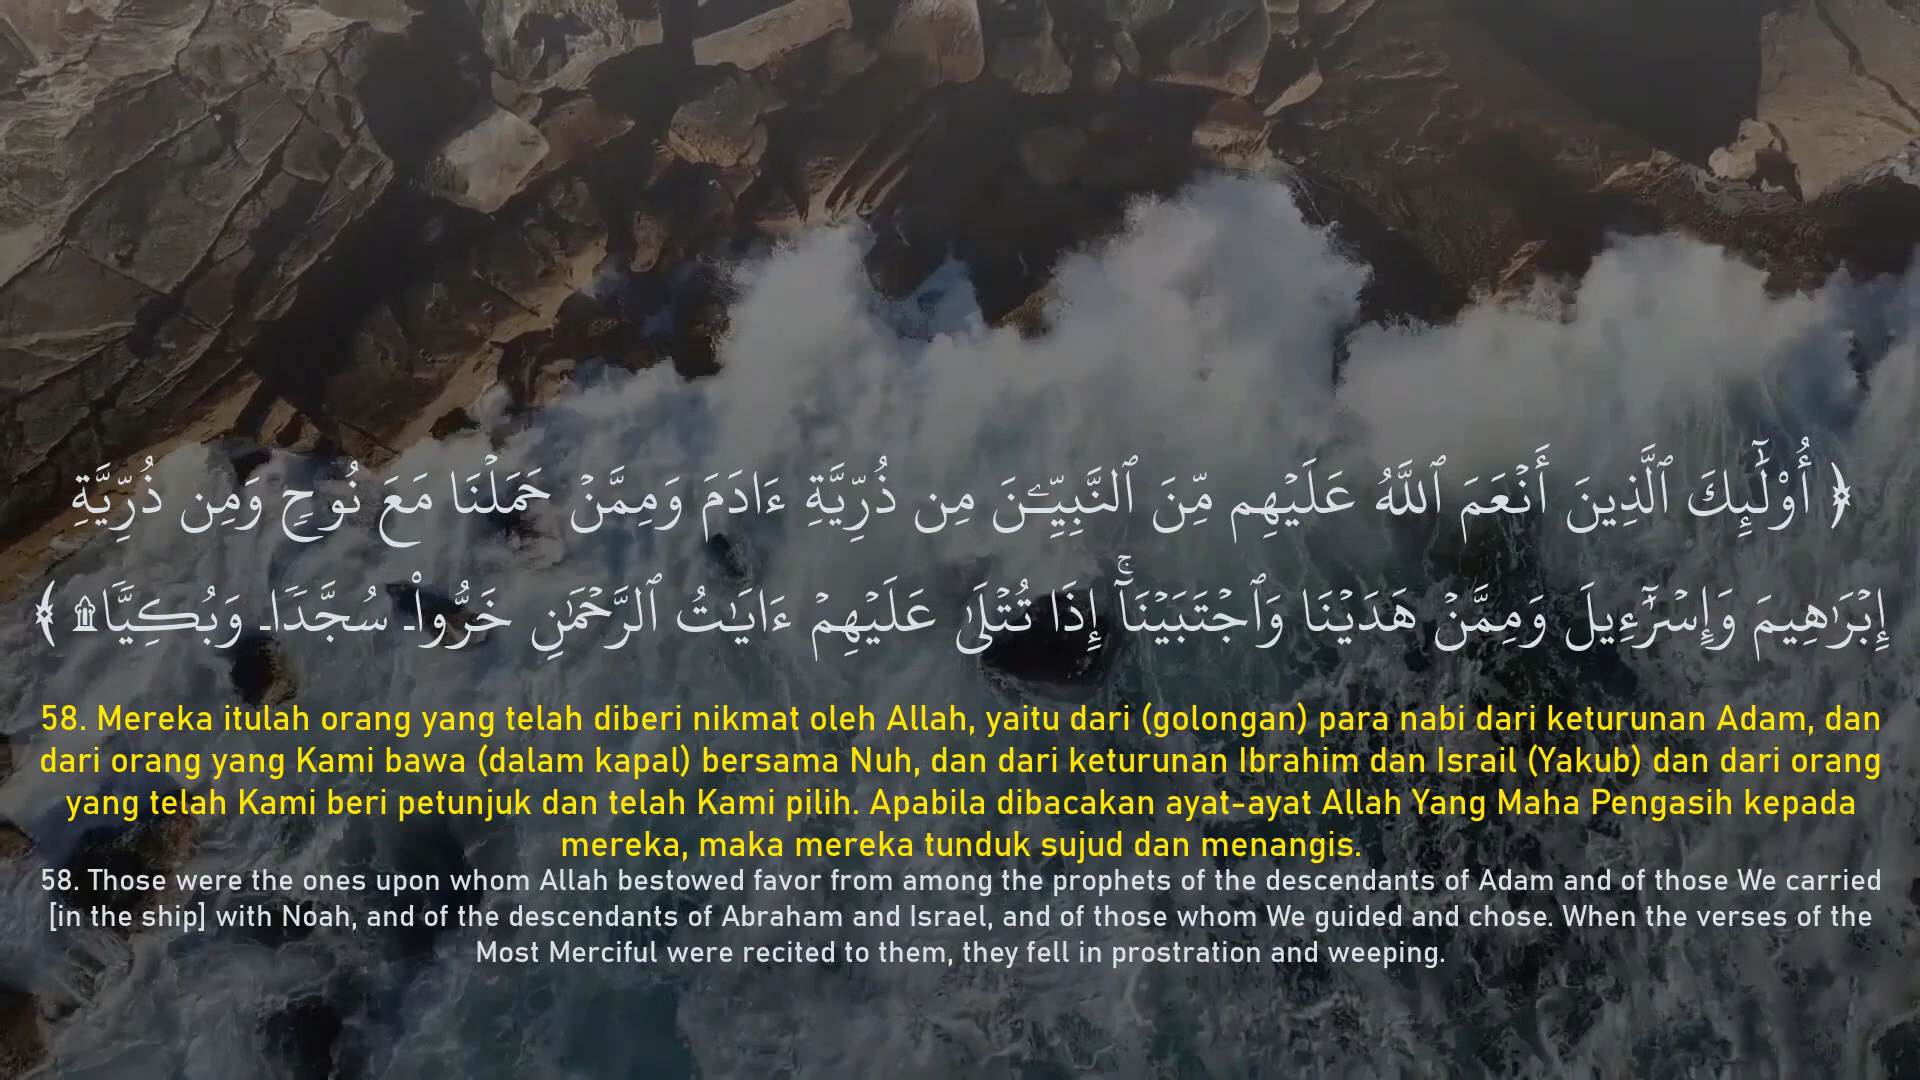 ﴿ أُوْلَٰٓئِكَ ٱلَّذِينَ أَنۡعَمَ ٱللَّهُ عَلَيۡهِم مِّنَ ٱلنَّبِيِّـۧنَ مِن ذُرِّيَّةِ ءَادَمَ وَمِمَّنۡ حَمَلۡنَا مَعَ نُوحٖ وَمِن ذُرِّيَّةِ
إِبۡرَٰهِيمَ وَإِسۡرَٰٓءِيلَ وَمِمَّنۡ هَدَيۡنَا وَٱجۡتَبَيۡنَآۚ إِذَا تُتۡلَىٰ عَلَيۡهِمۡ ءَايَٰتُ ٱلرَّحۡمَٰنِ خَرُّواْۤ سُجَّدٗاۤ وَبُكِيّٗا۩ ﴾
58. Mereka itulah orang yang telah diberi nikmat oleh Allah, yaitu dari (golongan) para nabi dari keturunan Adam, dan
dari orang yang Kami bawa (dalam kapal) bersama Nuh, dan dari keturunan Ibrahim dan Israil (Yakub) dan dari orang
yang telah Kami beri petunjuk dan telah Kami pilih. Apabila dibacakan ayat-ayat Allah Yang Maha Pengasih kepada
mereka, maka mereka tunduk sujud dan menangis.
58. Those were the ones upon whom Allah bestowed favor from among the prophets of the descendants of Adam and of those We carried
[in the ship] with Noah, and of the descendants of Abraham and Israel, and of those whom We guided and chose. When the verses of the
Most Merciful were recited to them, they fell in prostration and weeping.